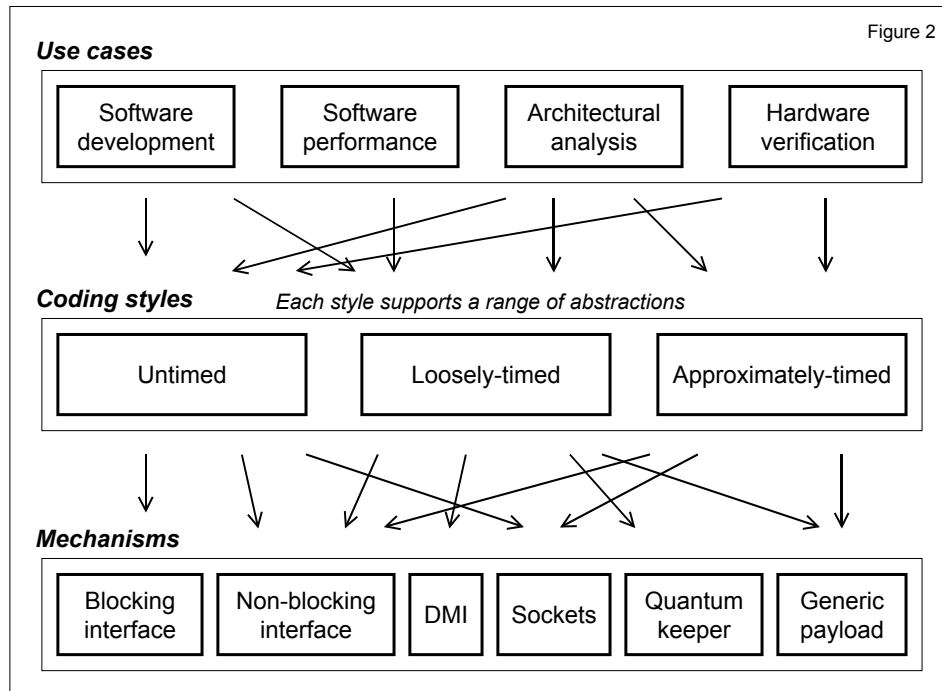 Figure 2
Use cases
Software
development
Software
performance
Architectural
analysis
Hardware
verification
Coding styles
Each style supports a range of abstractions
Untimed
Loosely-timed
Approximately-timed
Mechanisms
Blocking
interface
Non-blocking
interface
DMI
Sockets
Quantum
keeper
Generic
payload